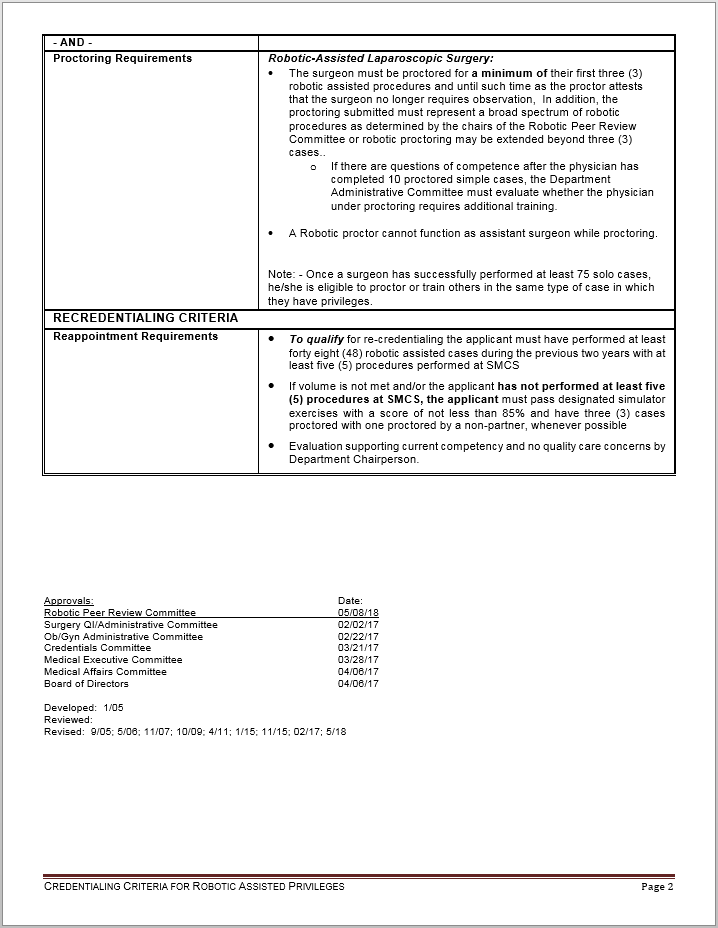 - AND -
Proctoring Requirements
Robotic-Assisted Laparoscopic Surgery:
• The surgeon must be proctored for a minimum of their first three (3)
robotic assisted procedures and until such time as the proctor attests
that the surgeon no longer requires observation,  In addition, the
proctoring submitted must represent a broad spectrum of robotic
procedures as determined by the chairs of the Robotic Peer Review
Committee or robotic proctoring may be extended beyond three (3)
cases..
o If there are questions of competence after the physician has
completed 10 proctored simple cases, the Department
Administrative Committee must evaluate whether the physician
under proctoring requires additional training.
• A Robotic proctor cannot function as assistant surgeon while proctoring.
Note: - Once a surgeon has successfully performed at least 75 solo cases,
he/she is eligible to proctor or train others in the same type of case in which
they have privileges.
RECREDENTIALING CRITERIA
Reappointment Requirements
• To qualify for re-credentialing the applicant must have performed at least
forty eight (48) robotic assisted cases during the previous two years with at
least five (5) procedures performed at SMCS
• If volume is not met and/or the applicant has not performed at least five
(5) procedures at SMCS, the applicant must pass designated simulator
exercises with a score of not less than 85% and have three (3) cases
proctored with one proctored by a non-partner, whenever possible
• Evaluation supporting current competency and no quality care concerns by
Department Chairperson.
Approvals: Date:
Robotic Peer Review Committee 05/08/18
Surgery QI/Administrative Committee 02/02/17
Ob/Gyn Administrative Committee 02/22/17
Credentials Committee 03/21/17
Medical Executive Committee 03/28/17
Medical Affairs Committee 04/06/17
Board of Directors 04/06/17
Developed:  1/05
Reviewed:
Revised:  9/05; 5/06; 11/07; 10/09; 4/11; 1/15; 11/15; 02/17; 5/18
CREDENTIALING CRITERIA FOR ROBOTIC ASSISTED PRIVILEGES Page 2